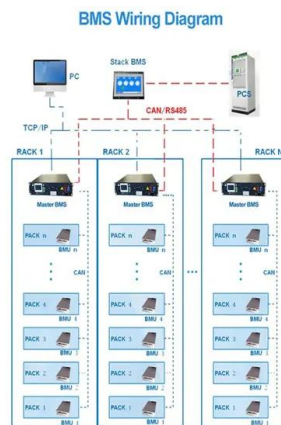 BMS Wiring Diagram
PC
Stack BMS
PCS
CAN/RS485
TCP/IP
RACK 1
RACK 2
RACK N
Master BMS
Master BMS
Master BMS
PACK n
BMU n
PACK n
BMU n
PACK n
BMU n
CAN
CAN
CAN
PACK 4
BMU 4
PACK 4
BMU 4
PACK 4
BMU 4
PACK 3
BMU 3
PACK 3
BMU 3
PACK 3
BMU 3
PACK 2
BMU 2
PACK 2
BMU 2
PACK 2
BMU 2
PACK 1
BMU 1
PACK 1
BMU 1
PACK 1
BMU 1